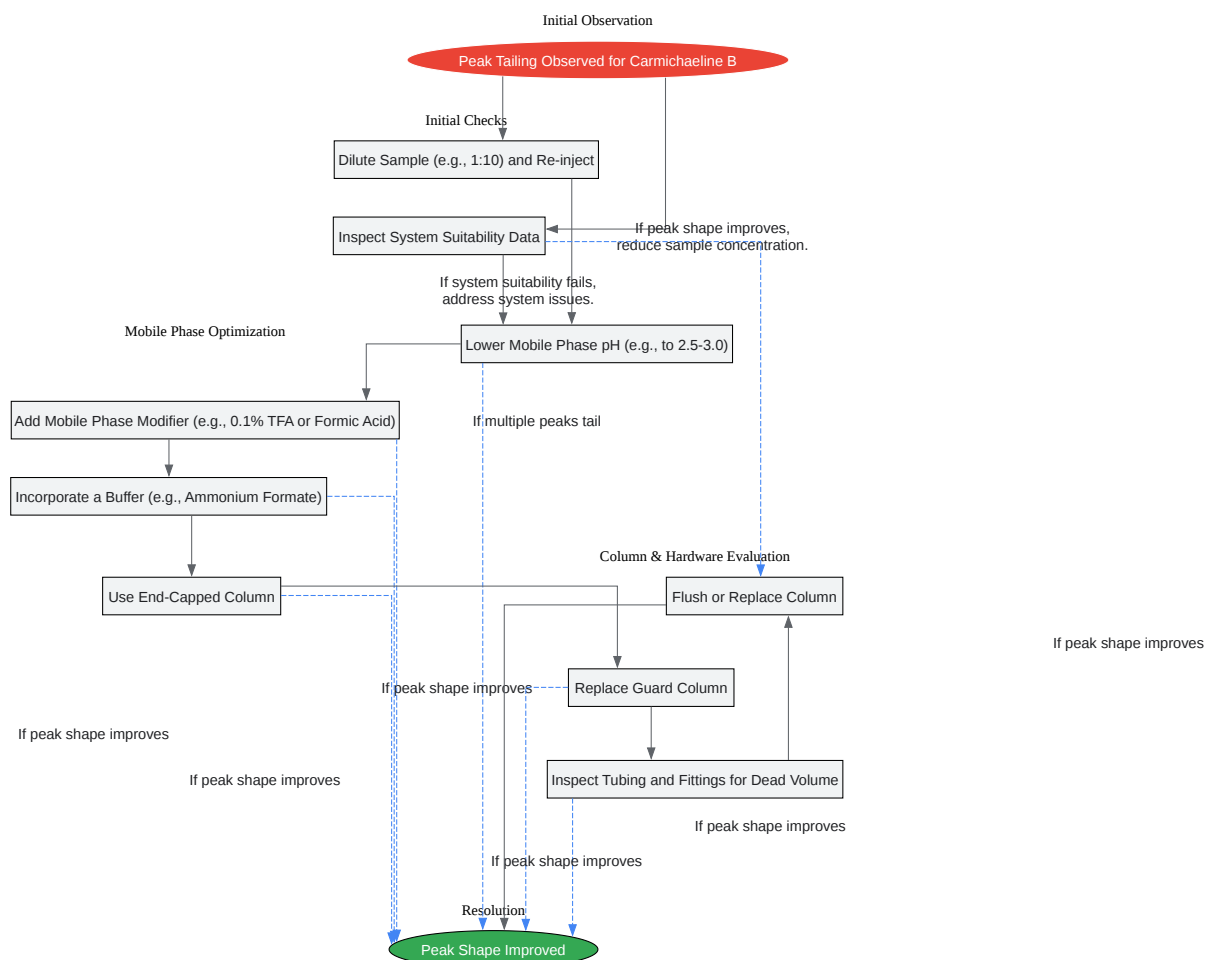 Initial Observation
Peak Tailing Observed for Carmichaeline B
Initial Checks
Dilute Sample (e.g., 1:10) and Re-inject
Inspect System Suitability Data
If peak shape improves,
reduce sample concentration.
If system suitability fails,
address system issues.
Mobile Phase Optimization
Lower Mobile Phase pH (e.g., to 2.5-3.0)
Add Mobile Phase Modifier (e.g., 0.1% TFA or Formic Acid)
If multiple peaks tail
Incorporate a Buffer (e.g., Ammonium Formate)
Column & Hardware Evaluation
Use End-Capped Column
Flush or Replace Column
If peak shape improves
If peak shape improves
Replace Guard Column
If peak shape improves
If peak shape improves
Inspect Tubing and Fittings for Dead Volume
If peak shape improves
If peak shape improves
Resolution
Peak Shape Improved